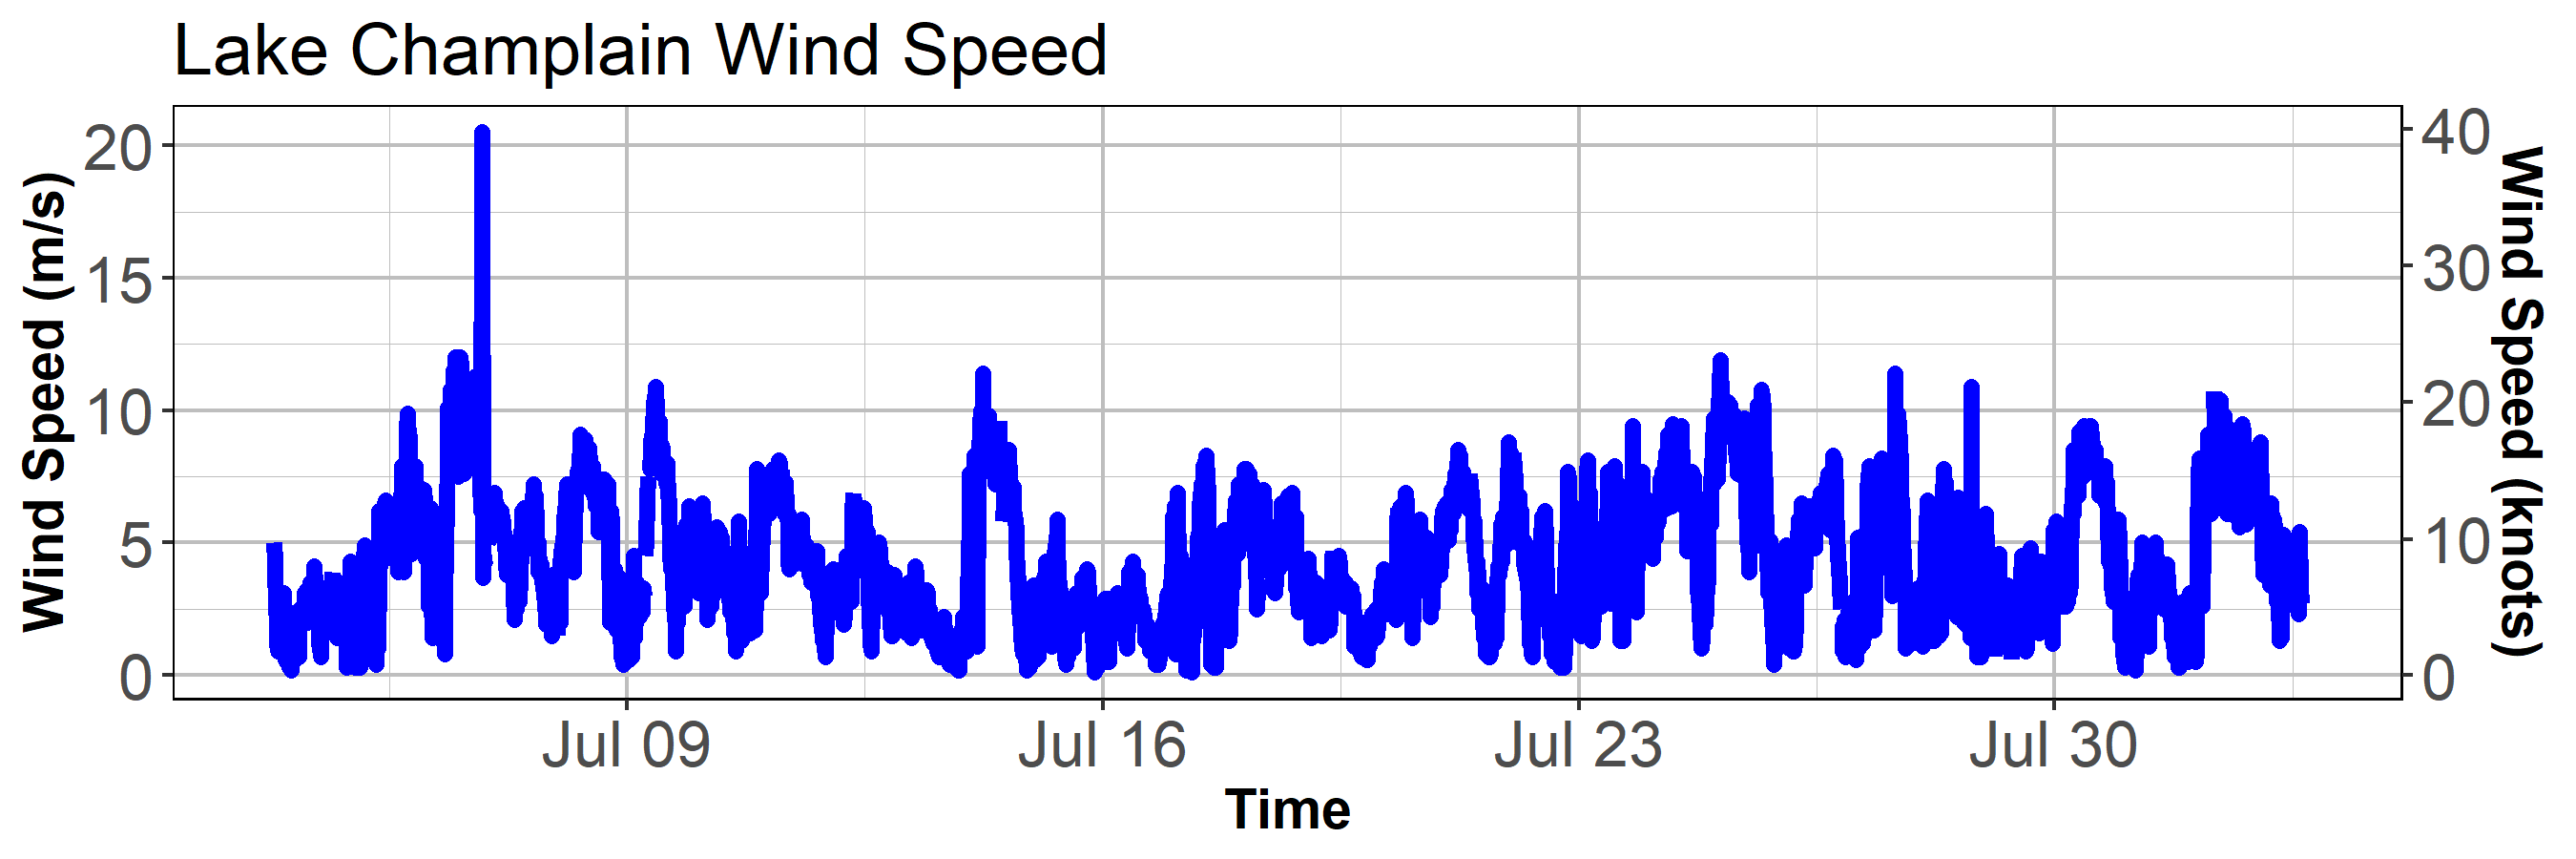 Lake Champlain Wind Speed
Wind Speed (m/s)
20
15
10
5
0
40
30
20
10
0
Wind Speed (knots)
Jul 09
Jul 16
Jul 23
Jul 30
Time